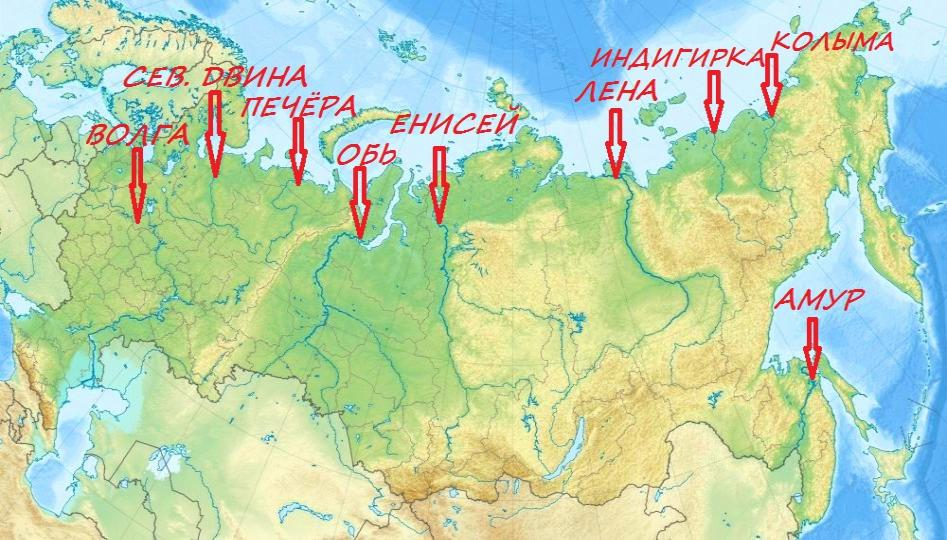 КОЛЫМА
ИНДИГИРКА
СЕВ. ДВИНА
ЛЕНА
ПЕЧЁРА
ЕНИСЕЙ
ВОЛГА
ОБЬ
АМУР